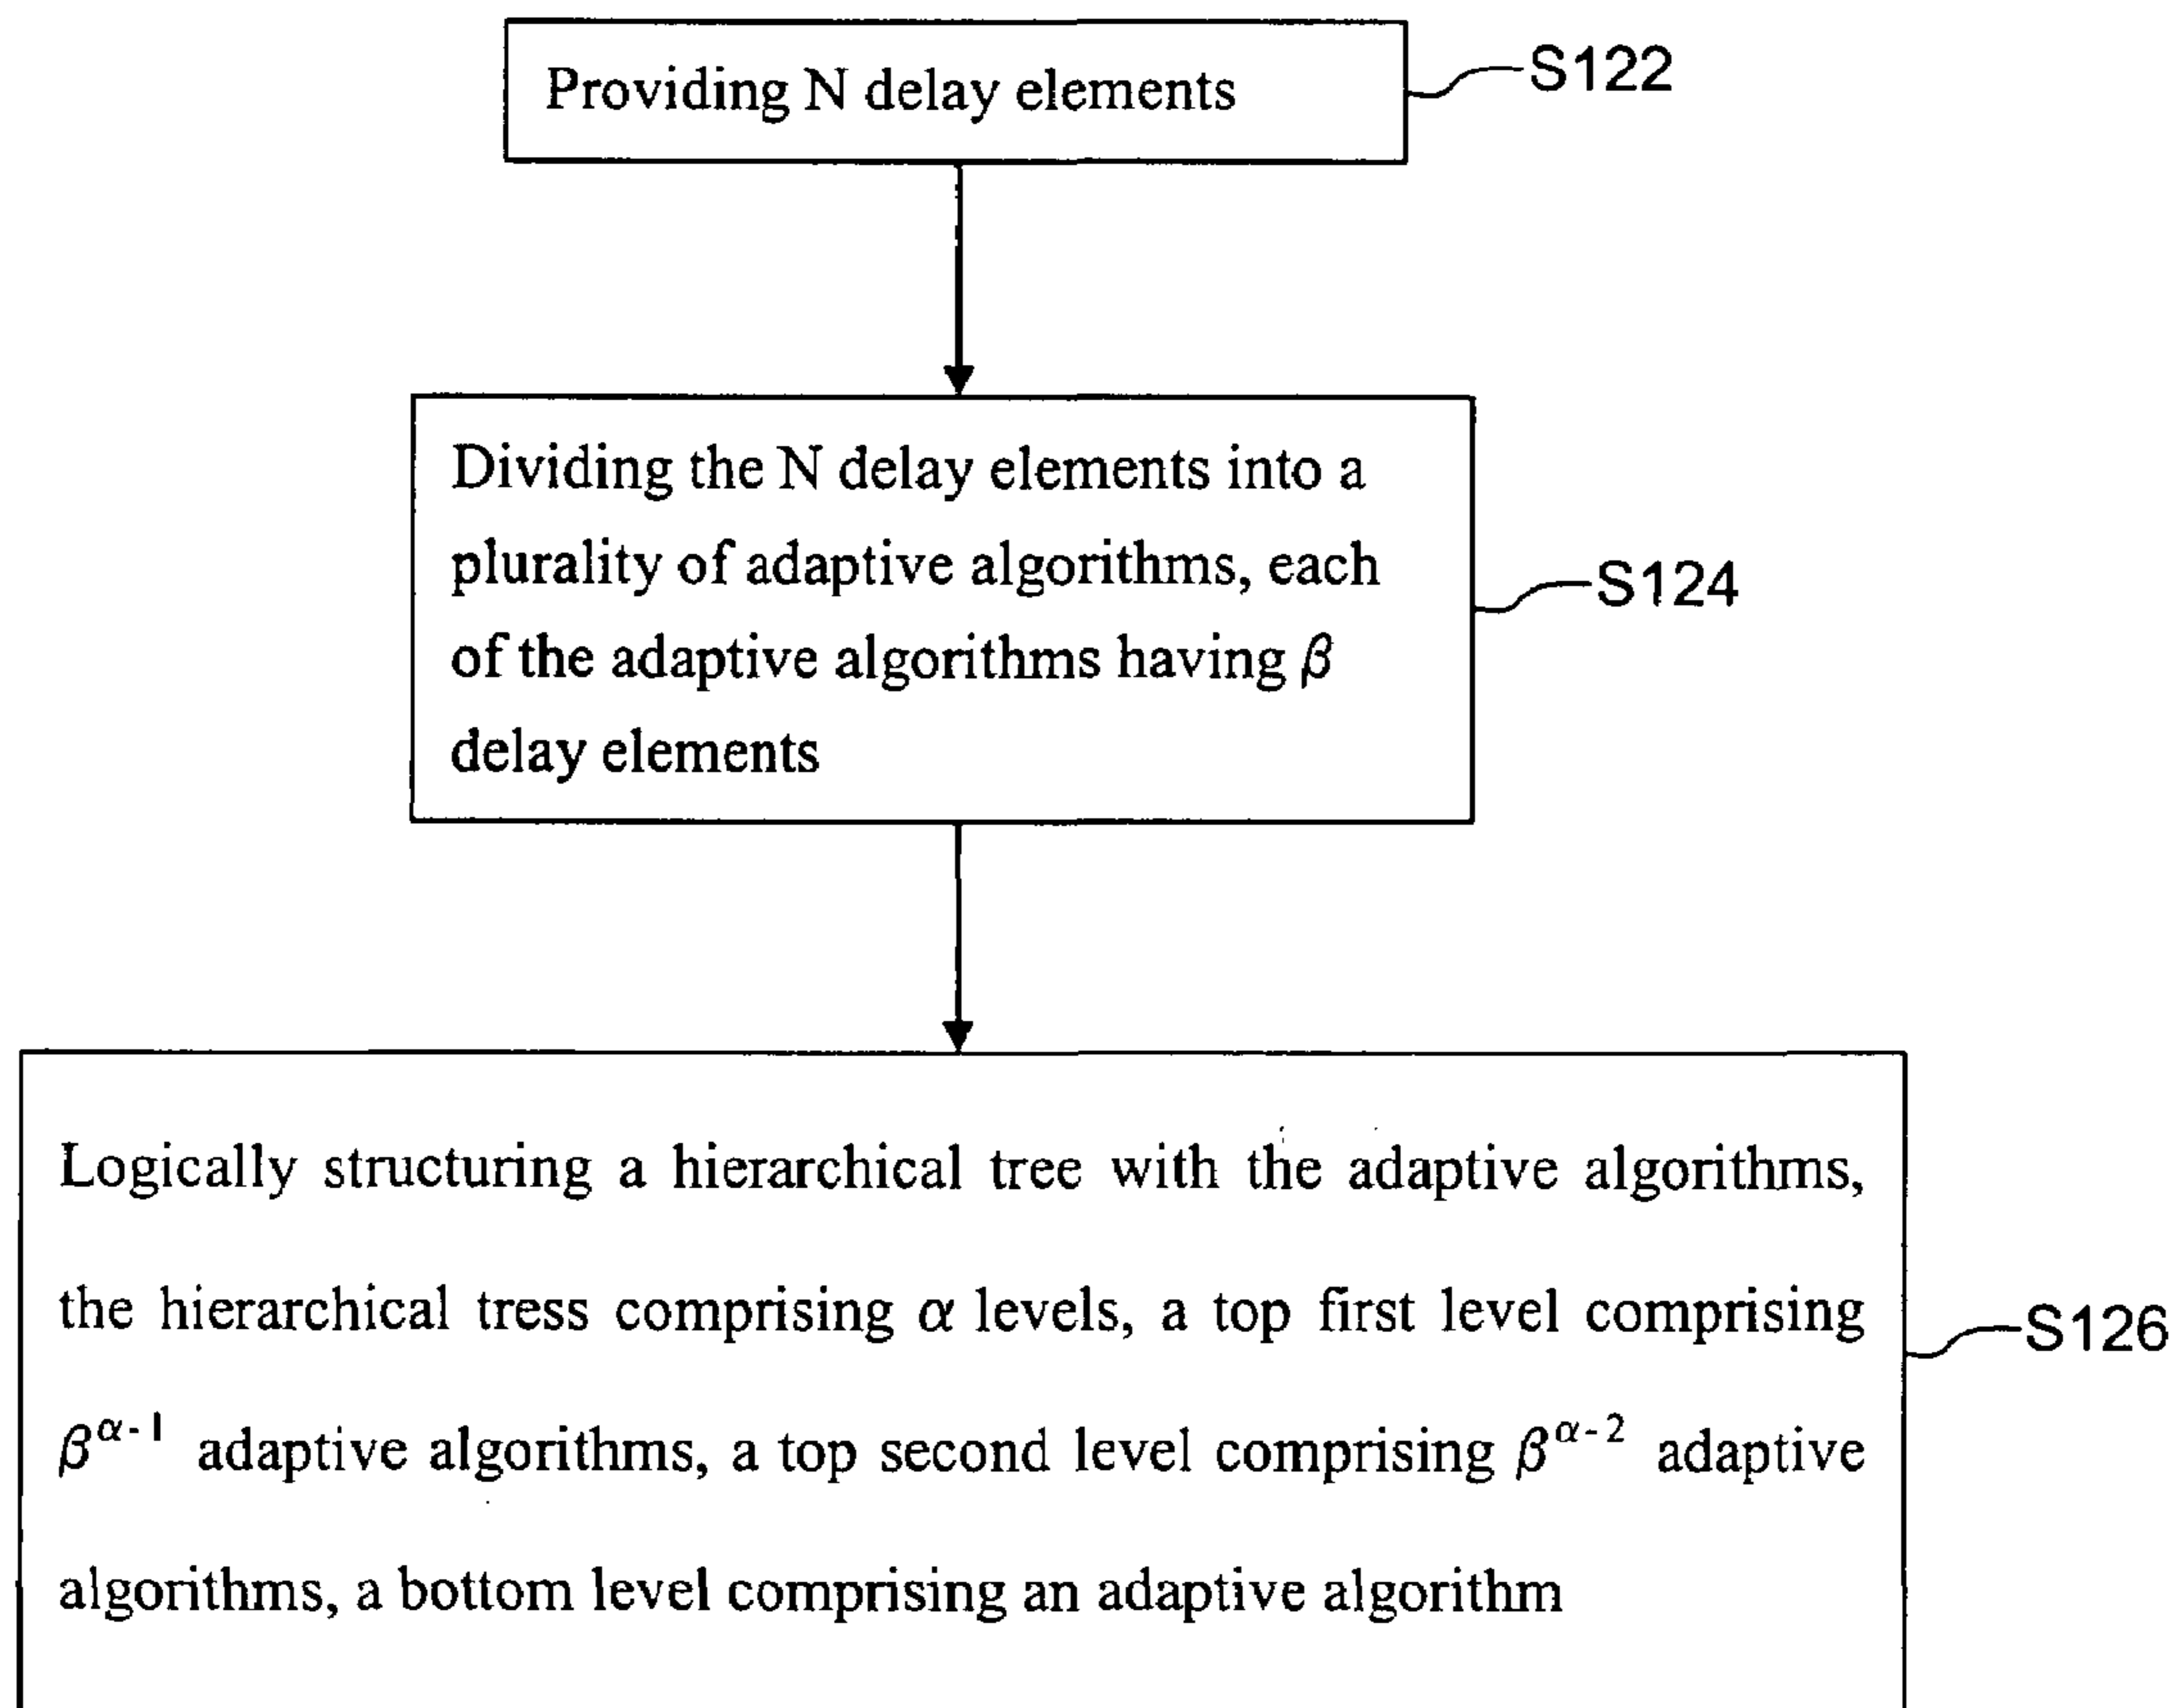 Providing N delay elements
S122
Dividing the N delay elements into a
plurality of adaptive algorithms, each
of the adaptive algorithms having β
delay elements
S124
Logically structuring a hierarchical tree with the adaptive algorithms,
the hierarchical tress comprising α levels, a top first level comprising
β^{α-1} adaptive algorithms, a top second level comprising β^{α-2} adaptive
algorithms, a bottom level comprising an adaptive algorithm
S126